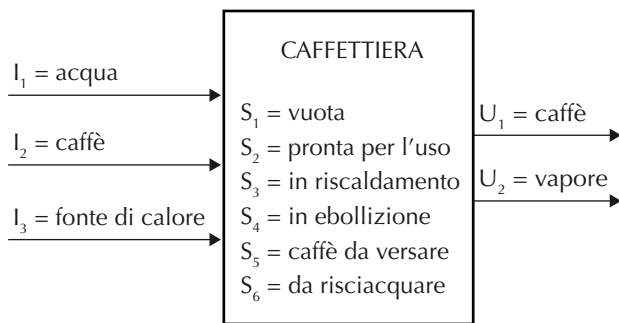 CAFFETTIERA
I₁ = acqua
I₂ = caffè
I₃ = fonte di calore
S₁ = vuota
S₂ = pronta per l'uso
S₃ = in riscaldamento
S₄ = in ebollizione
S₅ = caffè da versare
S₆ = da risciacquare
U₁ = caffè
U₂ = vapore